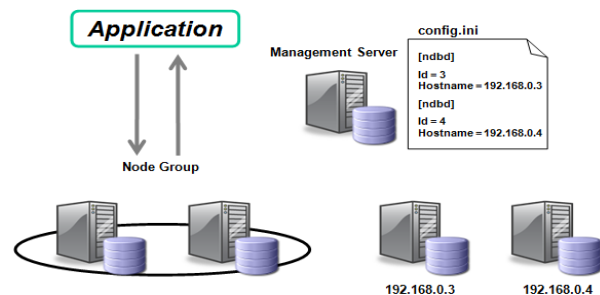 Application
Management Server
config.ini
[ndbd]
Id = 3
Hostname = 192.168.0.3
[ndbd]
Id = 4
Hostname = 192.168.0.4
Node Group
192.168.0.3
192.168.0.4